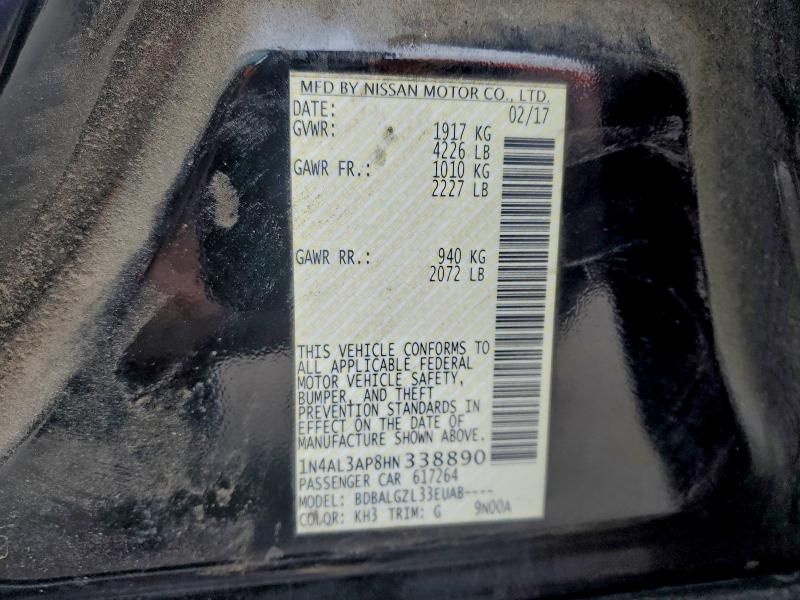 MFD BY NISSAN MOTOR CO., LTD.
DATE: 02/17
GVWR: 1917 KG
4226 LB
GAWR FR.: 1010 KG
2227 LB
GAWR RR.: 940 KG
2072 LB
THIS VEHICLE CONFORMS TO
ALL APPLICABLE FEDERAL
MOTOR VEHICLE SAFETY,
BUMPER, AND THEFT
PREVENTION STANDARDS IN
EFFECT ON THE DATE OF
MANUFACTURE SHOWN ABOVE.
1N4AL3AP8HN338890
PASSENGER CAR 617264
MODEL: BDBALGZL33EUAB----
COLOR: KH3 TRIM: G 9N00A